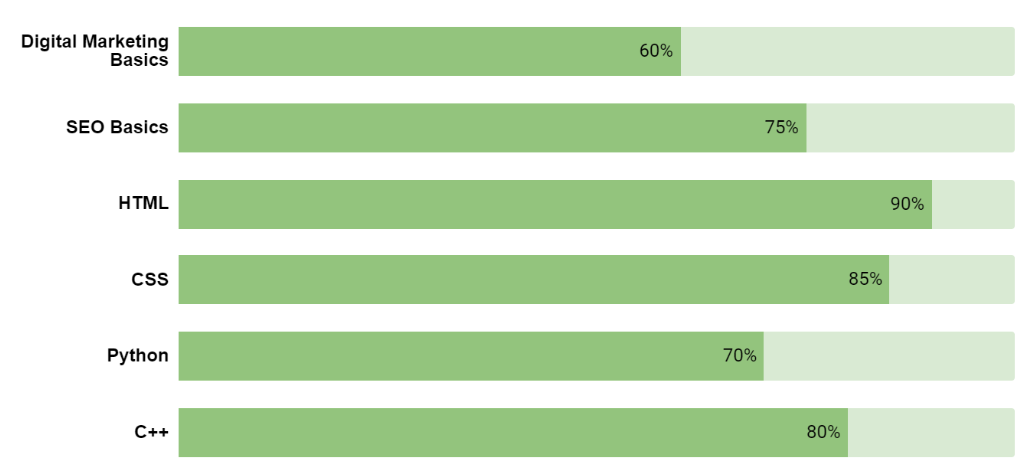 Digital Marketing
Basics
60%
SEO Basics
75%
HTML
90%
CSS
85%
Python
70%
C++
80%